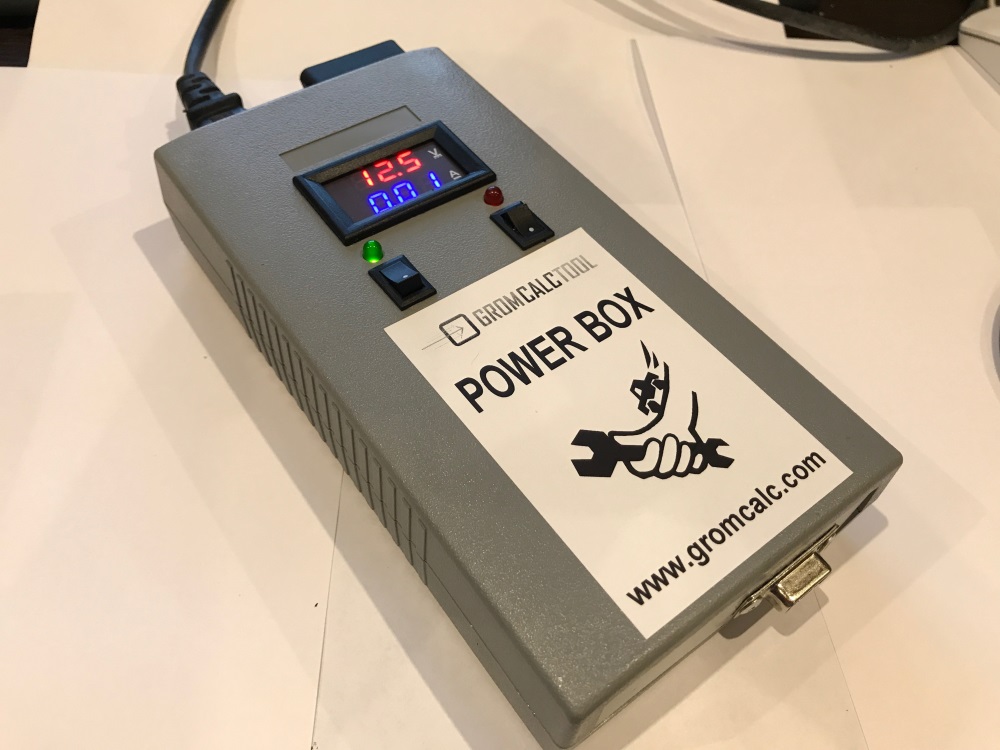 12.5 V
0.01 A
GROMCALCTOOL
POWER BOX
www.gromcalc.com